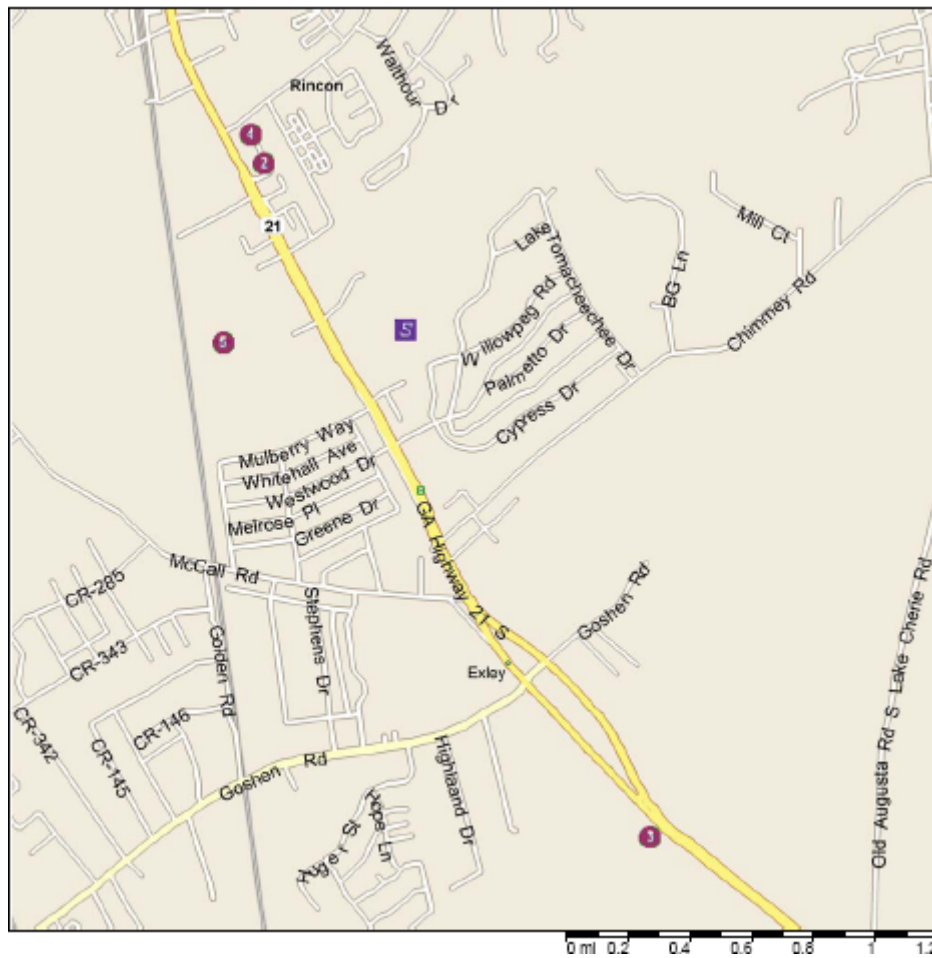 Walthour Dr
Rincon
4
2
21
Mill Ct
Lake Tomacheechee Dr
BG Ln
Chimney Rd
S
Willowpeg Rd
5
Palmetto Dr
Cypress Dr
Mulberry Way
Whitehall Ave
Westwood Dr
Melrose Pl
Greene Dr
GA Highway 21 S
McCall Rd
CR-285
Stephens Dr
Goshen Rd
CR-343
Golden Rd
Exley
CR-342
CR-146
CR-145
Goshen Rd
Highlaand Dr
Hope Ln
Huger St
3
Old Augusta Rd S Lake Cherie Rd
0 mi 0.2 0.4 0.6 0.8 1 1.2